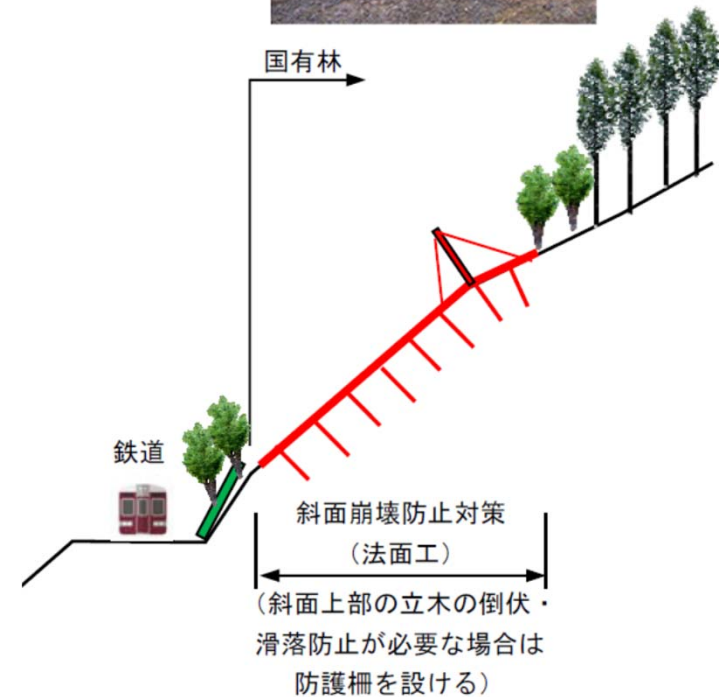 国有林
鉄道
斜面崩壊防止対策
（法面工）
（斜面上部の立木の倒伏・
滑落防止が必要な場合は
防護柵を設ける）